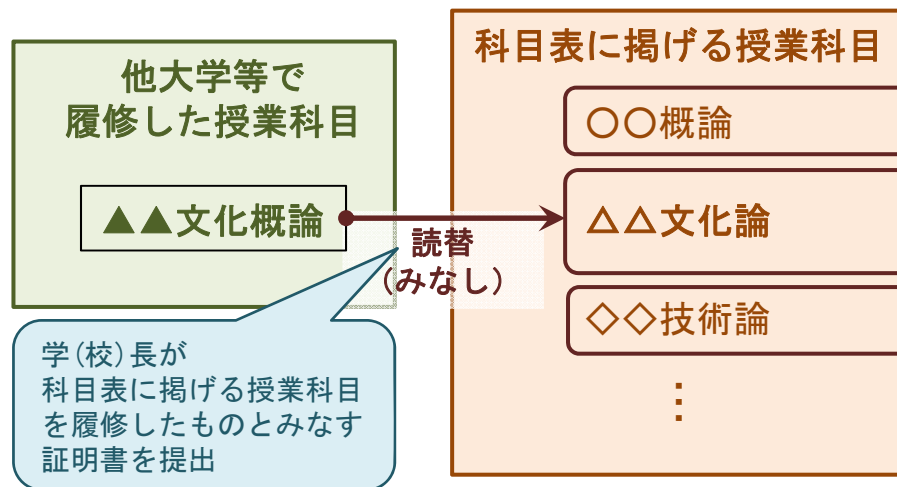 他大学等で
履修した授業科目
▲▲文化概論
読替
(みなし)
学(校)長が
科目表に掲げる授業科目
を履修したものとみなす
証明書を提出
科目表に掲げる授業科目
○○概論
△△文化論
◇◇技術論
⋮